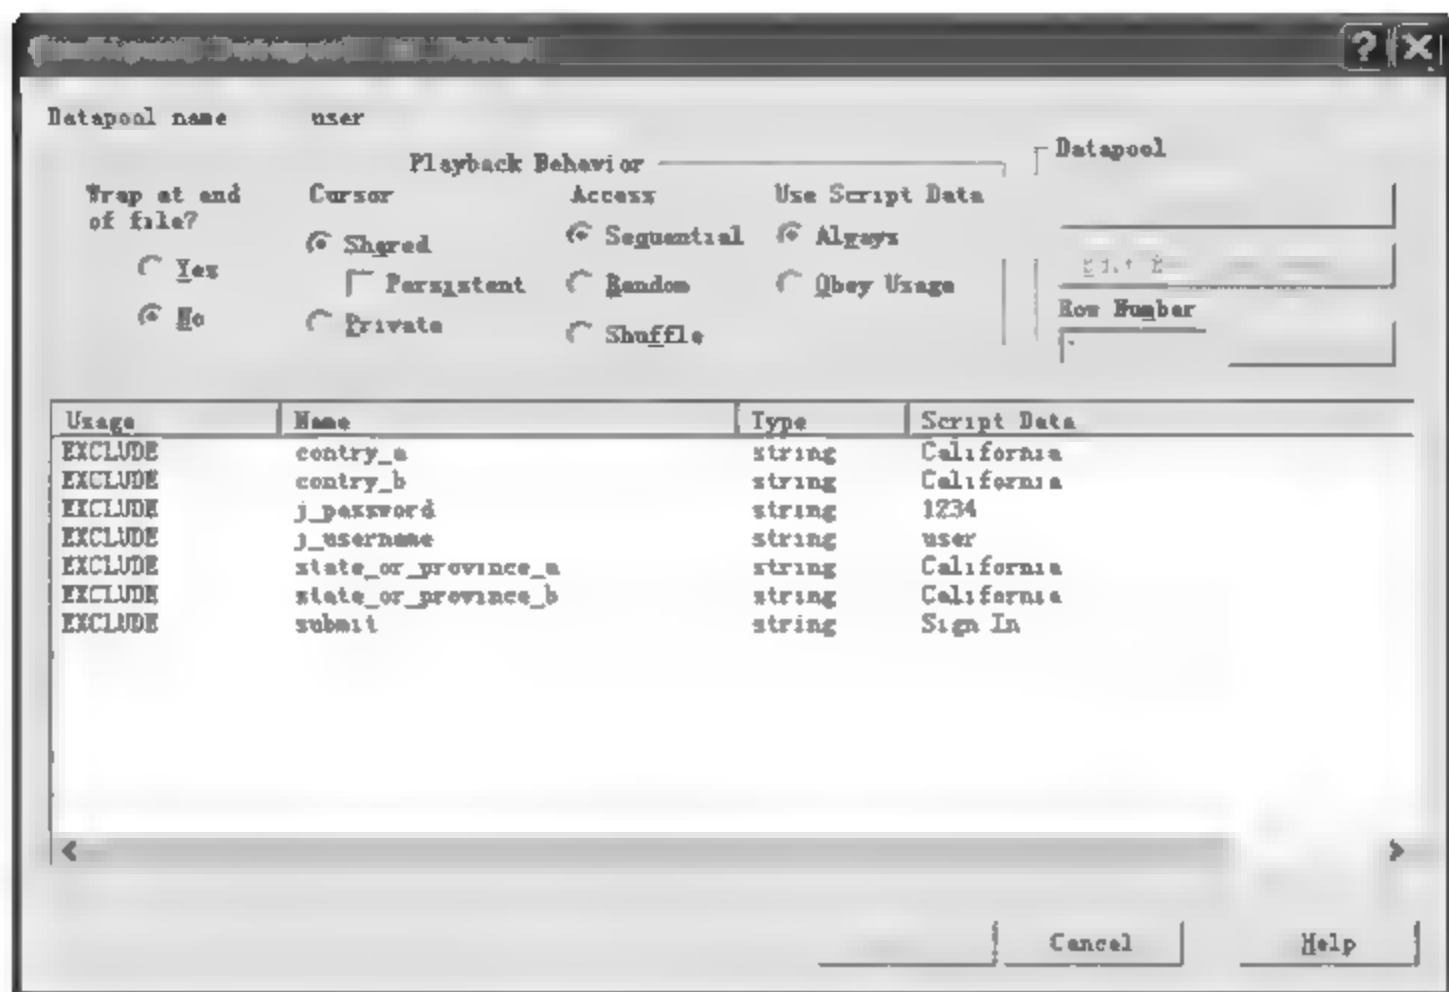 Datapool name user
Playback Behavior
Datapool
Wrap at end of file?
Cursor
Access
Use Script Data
Yes
No
Shared
Persistent
Private
Sequential
Random
Shuffle
Always
Obey Usage
Row Number
Usage Name Type Script Data
EXCLUDE contry_a string California
EXCLUDE contry_b string California
EXCLUDE j_password string 1234
EXCLUDE j_username string user
EXCLUDE state_or_province_a string California
EXCLUDE state_or_province_b string California
EXCLUDE submit string Sign In
Cancel Help